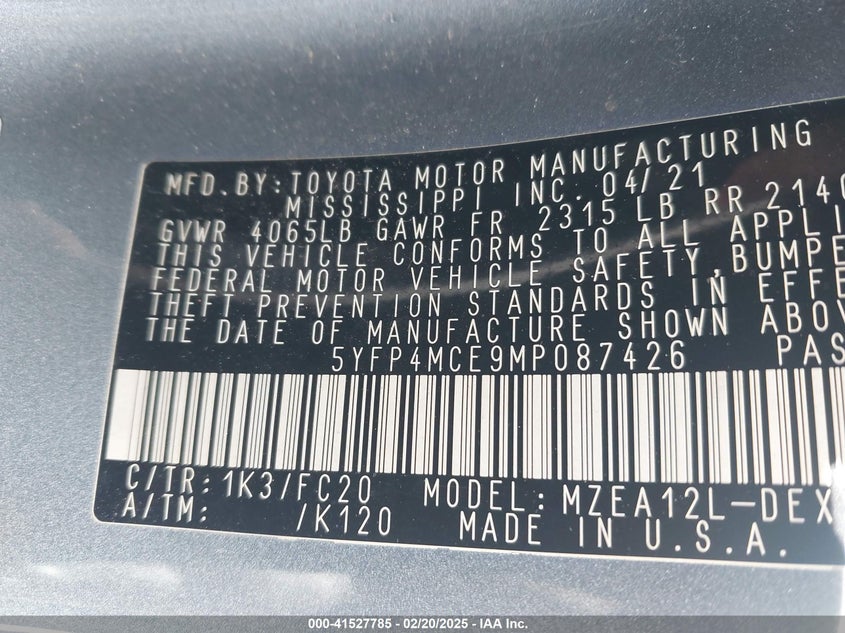 MFD.BY:TOYOTA MOTOR MANUFACTURING
MISSISSIPPI INC. 04/21
GVWR 4065LB GAWR FR 2315 LB RR 214
THIS VEHICLE CONFORMS TO ALL APPLI
FEDERAL MOTOR VEHICLE SAFETY,BUMPE
THEFT PREVENTION STANDARDS IN EFFE
THE DATE OF MANUFACTURE SHOWN ABOV
5YFP4MCE9MP087426 PAS
C/TR:1K3/FC20 MODEL:MZEA12L-DEX
A/TM: /K120 MADE IN U.S.A.
000-41527785 - 02/20/2025 - IAA Inc.